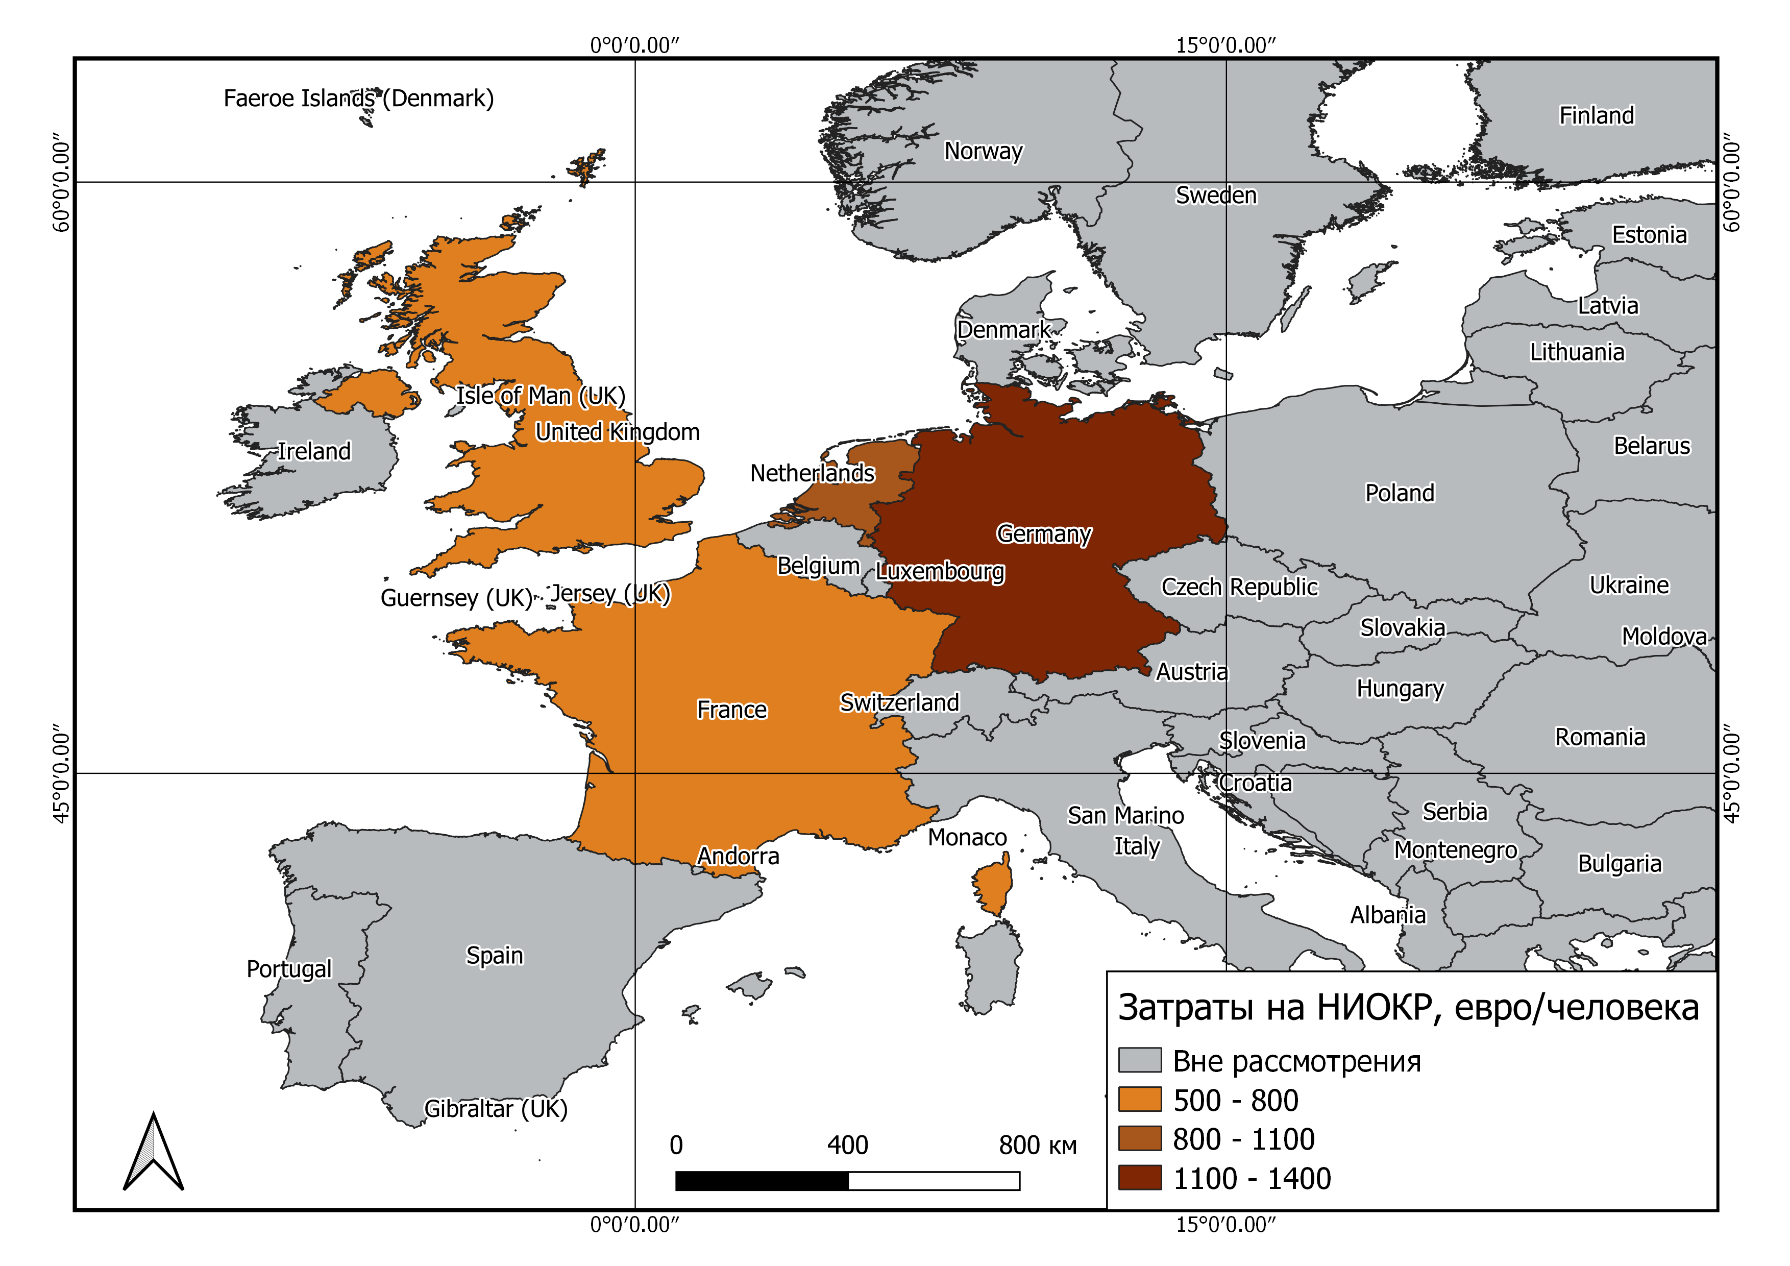 0°0′0.00″ 15°0′0.00″
Faeroe Islands (Denmark)
Finland
Norway
60°0′0.00″
60°0′0.00″
Sweden
Estonia
Latvia
Denmark
Lithuania
Isle of Man (UK)
United Kingdom
Belarus
Ireland
Netherlands
Poland
Germany
Belgium
Luxembourg
Czech Republic
Ukraine
Guernsey (UK)
Jersey (UK)
Slovakia
Moldova
Austria
Hungary
Switzerland
France
Romania
Slovenia
45°0′0.00″
45°0′0.00″
Croatia
Serbia
San Marino
Monaco
Italy
Montenegro
Andorra
Bulgaria
Albania
Spain
Portugal
Gibraltar (UK)
Затраты на НИОКР, евро/человека
Вне рассмотрения
500 - 800
800 - 1100
1100 - 1400
0 400 800 км
0°0′0.00″ 15°0′0.00″